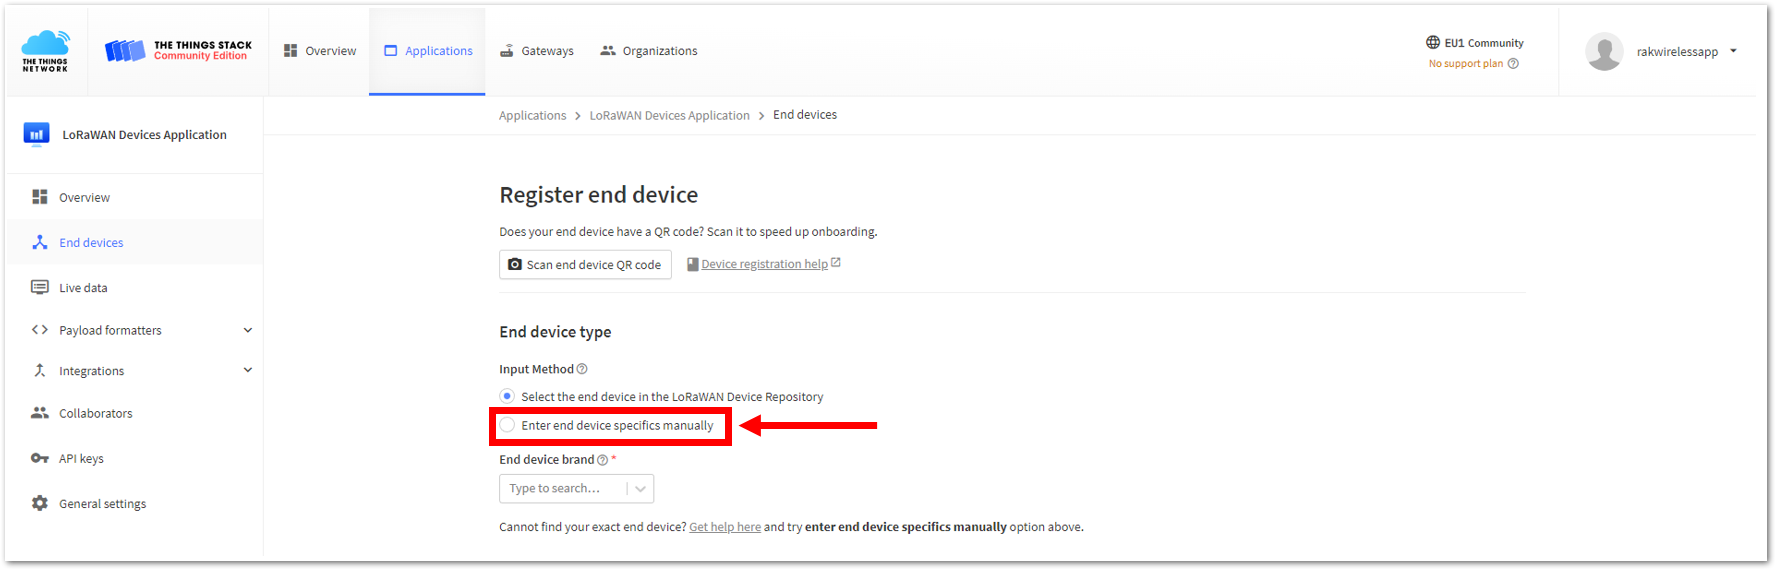 THE THINGS
NETWORK
THE THINGS STACK
Community Edition
Overview
Applications
Gateways
Organizations
EU1 Community
No support plan
rakwirelessapp
LoRaWAN Devices Application
Applications > LoRaWAN Devices Application > End devices
Overview
End devices
Live data
Payload formatters
Integrations
Collaborators
API keys
General settings
Register end device
Does your end device have a QR code? Scan it to speed up onboarding.
Scan end device QR code
Device registration help
End device type
Input Method
Select the end device in the LoRaWAN Device Repository
Enter end device specifics manually
End device brand *
Type to search...
Cannot find your exact end device? Get help here and try enter end device specifics manually option above.